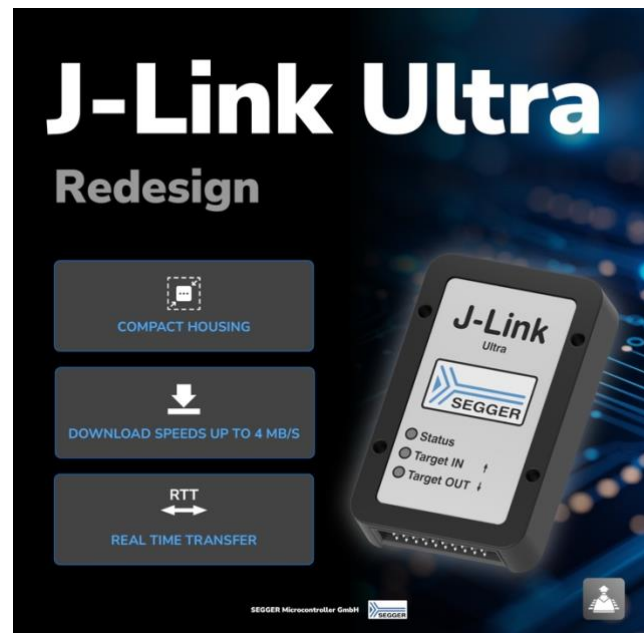 J-Link Ultra
Redesign
COMPACT HOUSING
DOWNLOAD SPEEDS UP TO 4 MB/S
RTT
REAL TIME TRANSFER
J-Link
Ultra
SEGGER
Status
Target IN ↑
Target OUT ↓
SEGGER Microcontroller GmbH
SEGGER